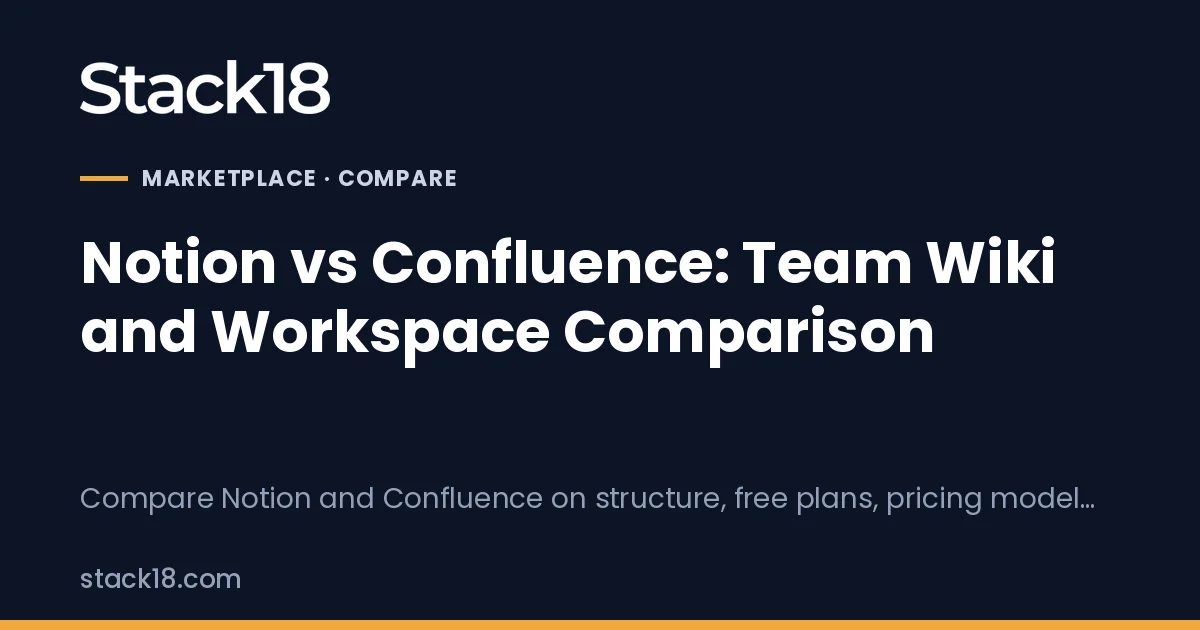 Stack18
MARKETPLACE · COMPARE
Notion vs Confluence: Team Wiki
and Workspace Comparison
Compare Notion and Confluence on structure, free plans, pricing model...
stack18.com